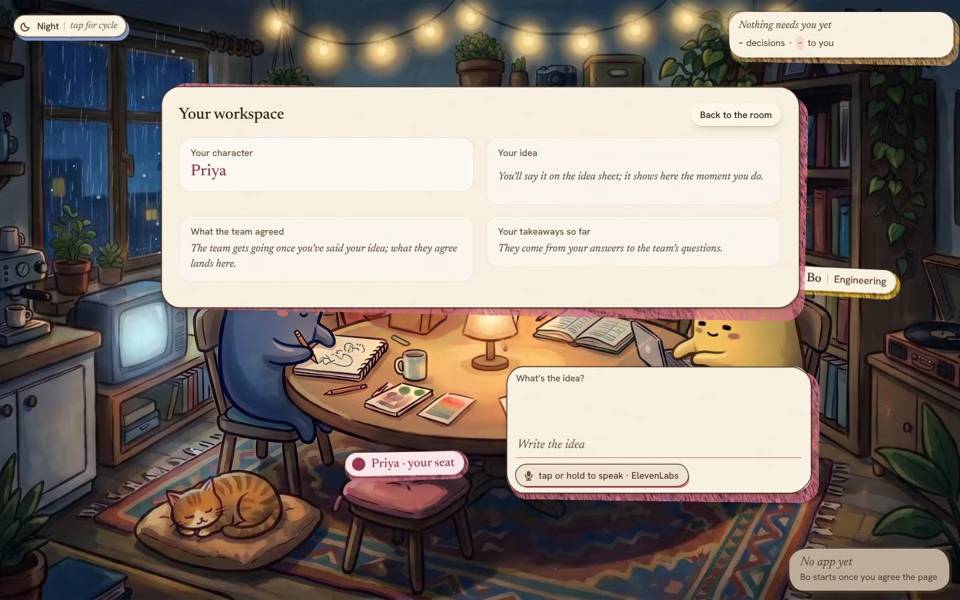 Night | tap for cycle
Nothing needs you yet
– decisions · – to you
Your workspace
Back to the room
Your character
Priya
Your idea
You'll say it on the idea sheet; it shows here the moment you do.
What the team agreed
The team gets going once you've said your idea; what they agree
lands here.
Your takeaways so far
They come from your answers to the team's questions.
Bo | Engineering
What's the idea?
Write the idea
tap or hold to speak · ElevenLabs
Priya · your seat
No app yet
Bo starts once you agree the page